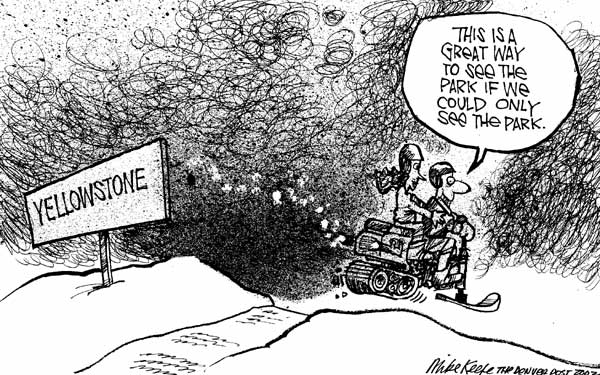 THIS IS A
GREAT WAY
TO SEE THE
PARK IF WE
COULD ONLY
SEE THE PARK.
YELLOWSTONE
Mike Keefe THE DENVER POST